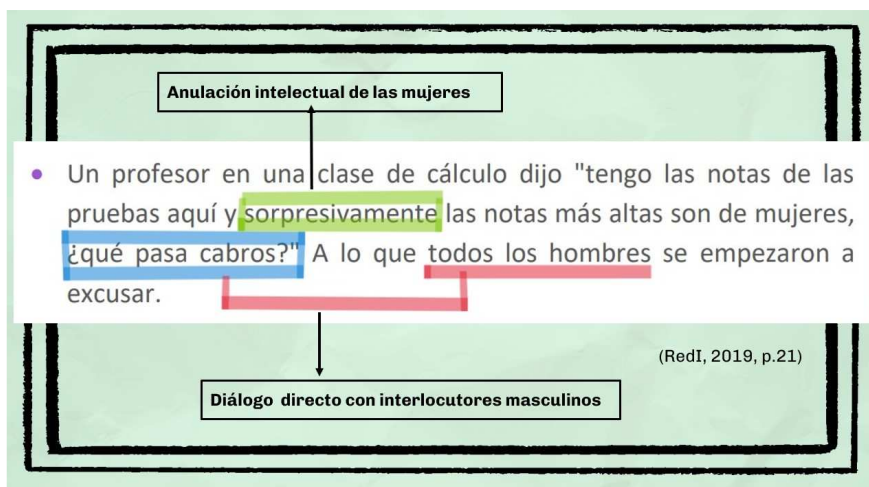 Anulación intelectual de las mujeres
• Un profesor en una clase de cálculo dijo "tengo las notas de las
pruebas aquí y sorpresivamente las notas más altas son de mujeres,
¿qué pasa cabros?" A lo que todos los hombres se empezaron a
excusar.
(RedI, 2019, p.21)
Diálogo directo con interlocutores masculinos